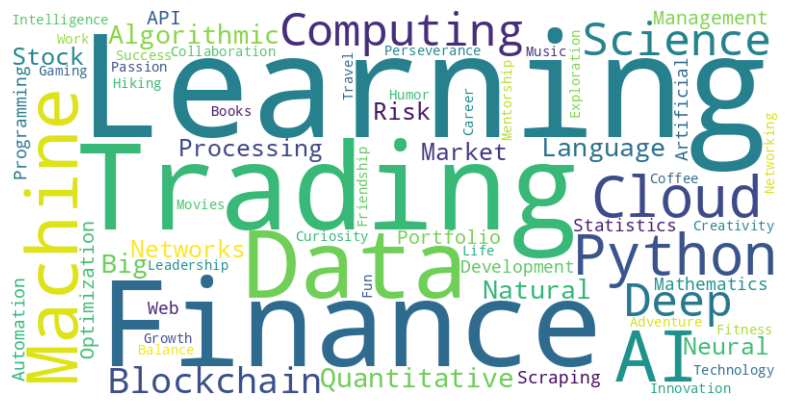 Intelligence
API
Computing
Management
Work
Algorithmic
Science
Success
Collaboration
Perseverance
Music
Stock
Passion
Gaming
Hiking
Learning
Travel
Exploration
Programming
Books
Humor
Risk
Career
Mentorship
Artificial
Networking
Machine
Processing
Market
Language
Trading
Cloud
Coffee
Movies
Friendship
Statistics
Creativity
Optimization
Networks
Curiosity
Portfolio
Python
Big
Leadership
Data
Life
Development
Automation
Fun
Natural
Deep
Mathematics
Web
Finance
Adventure
Fitness
Growth
Balance
AI
Neural
Blockchain
Quantitative
Scraping
Technology
Innovation